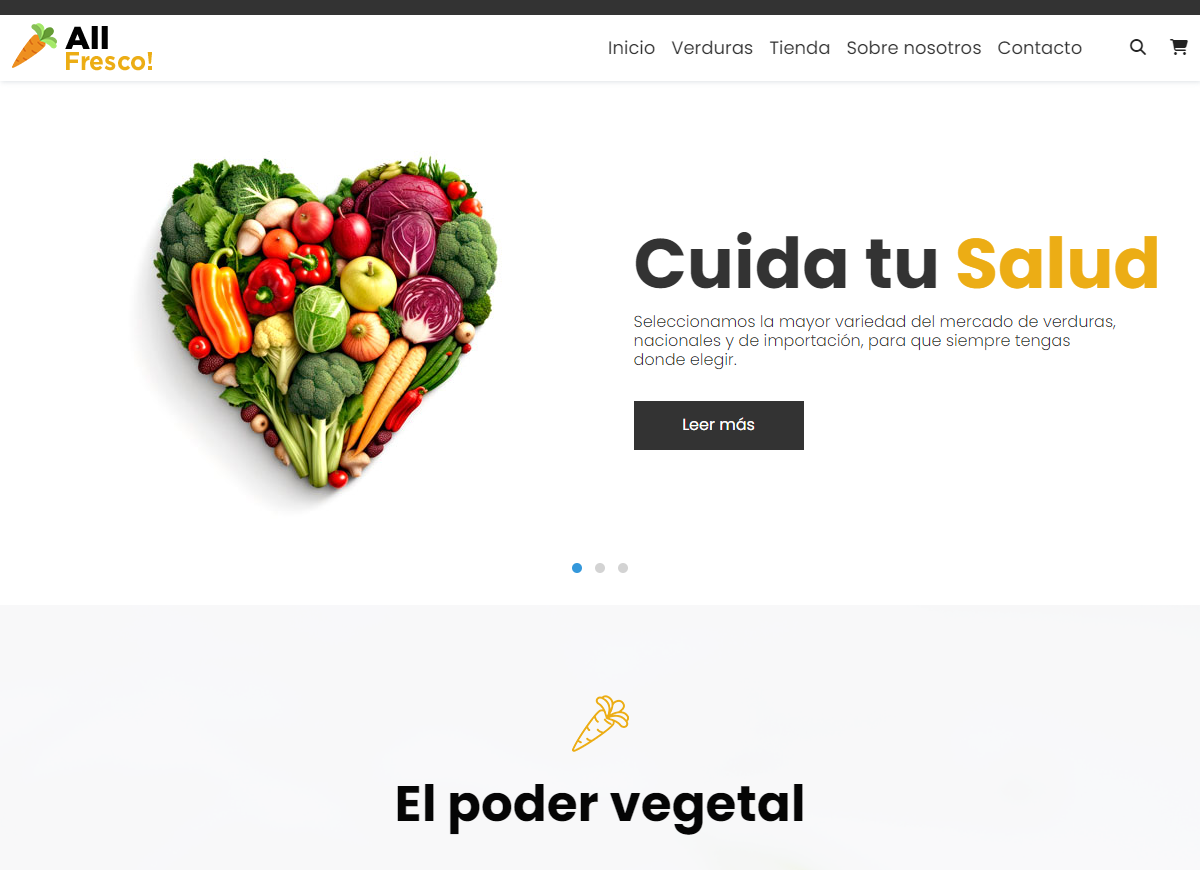 All
Fresco!
Inicio Verduras Tienda Sobre nosotros Contacto
Cuida tu Salud
Seleccionamos la mayor variedad del mercado de verduras,
nacionales y de importación, para que siempre tengas
donde elegir.
Leer más
El poder vegetal